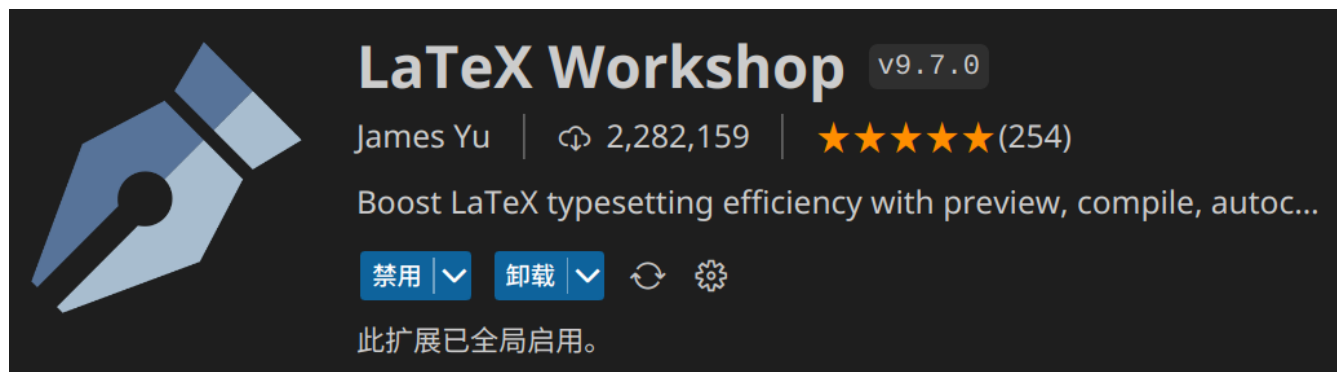 LaTeX Workshop v9.7.0
James Yu 2,282,159 (254)
Boost LaTeX typesetting efficiency with preview, compile, autoc...
禁用 卸载
此扩展已全局启用。